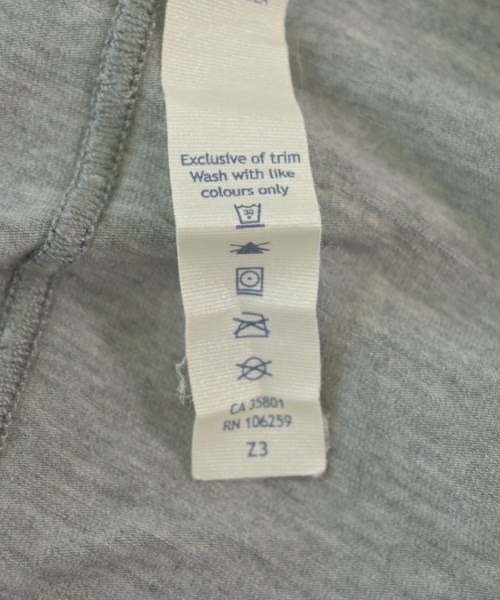 Exclusive of trim
Wash with like
colours only
30
CA 35801
RN 106259
Z3